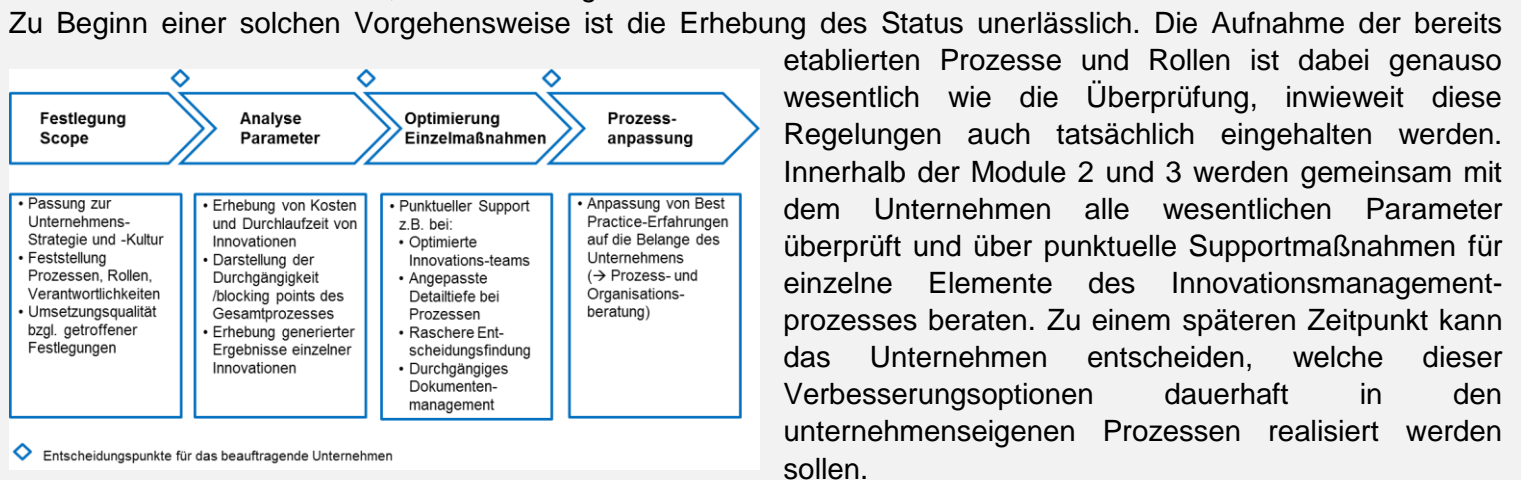 Zu Beginn einer solchen Vorgehensweise ist die Erhebung des Status unerlässlich. Die Aufnahme der bereits
etablierten Prozesse und Rollen ist dabei genauso
wesentlich wie die Überprüfung, inwieweit diese
Regelungen auch tatsächlich eingehalten werden.
Innerhalb der Module 2 und 3 werden gemeinsam mit
dem Unternehmen alle wesentlichen Parameter
überprüft und über punktuelle Supportmaßnahmen für
einzelne Elemente des Innovationsmanagement-
prozesses beraten. Zu einem späteren Zeitpunkt kann
das Unternehmen entscheiden, welche dieser
Verbesserungsoptionen dauerhaft in den
unternehmenseigenen Prozessen realisiert werden
sollen.
Festlegung
Scope
Analyse
Parameter
Optimierung
Einzelmaßnahmen
Prozess-
anpassung
• Passung zur
Unternehmens-
Strategie und -Kultur
• Feststellung
Prozessen, Rollen,
Verantwortlichkeiten
• Umsetzungsqualität
bzgl. getroffener
Festlegungen
• Erhebung von Kosten
und Durchlaufzeit von
Innovationen
• Darstellung der
Durchgängigkeit
/blocking points des
Gesamtprozesses
• Erhebung generierter
Ergebnisse einzelner
Innovationen
• Punktueller Support
z.B. bei:
• Optimierte
Innovations-teams
• Angepasste
Detailtiefe bei
Prozessen
• Raschere Ent-
scheidungsfindung
• Durchgängiges
Dokumenten-
management
• Anpassung von Best
Practice-Erfahrungen
auf die Belange des
Unternehmens
(→ Prozess- und
Organisations-
beratung)
Entscheidungspunkte für das beauftragende Unternehmen